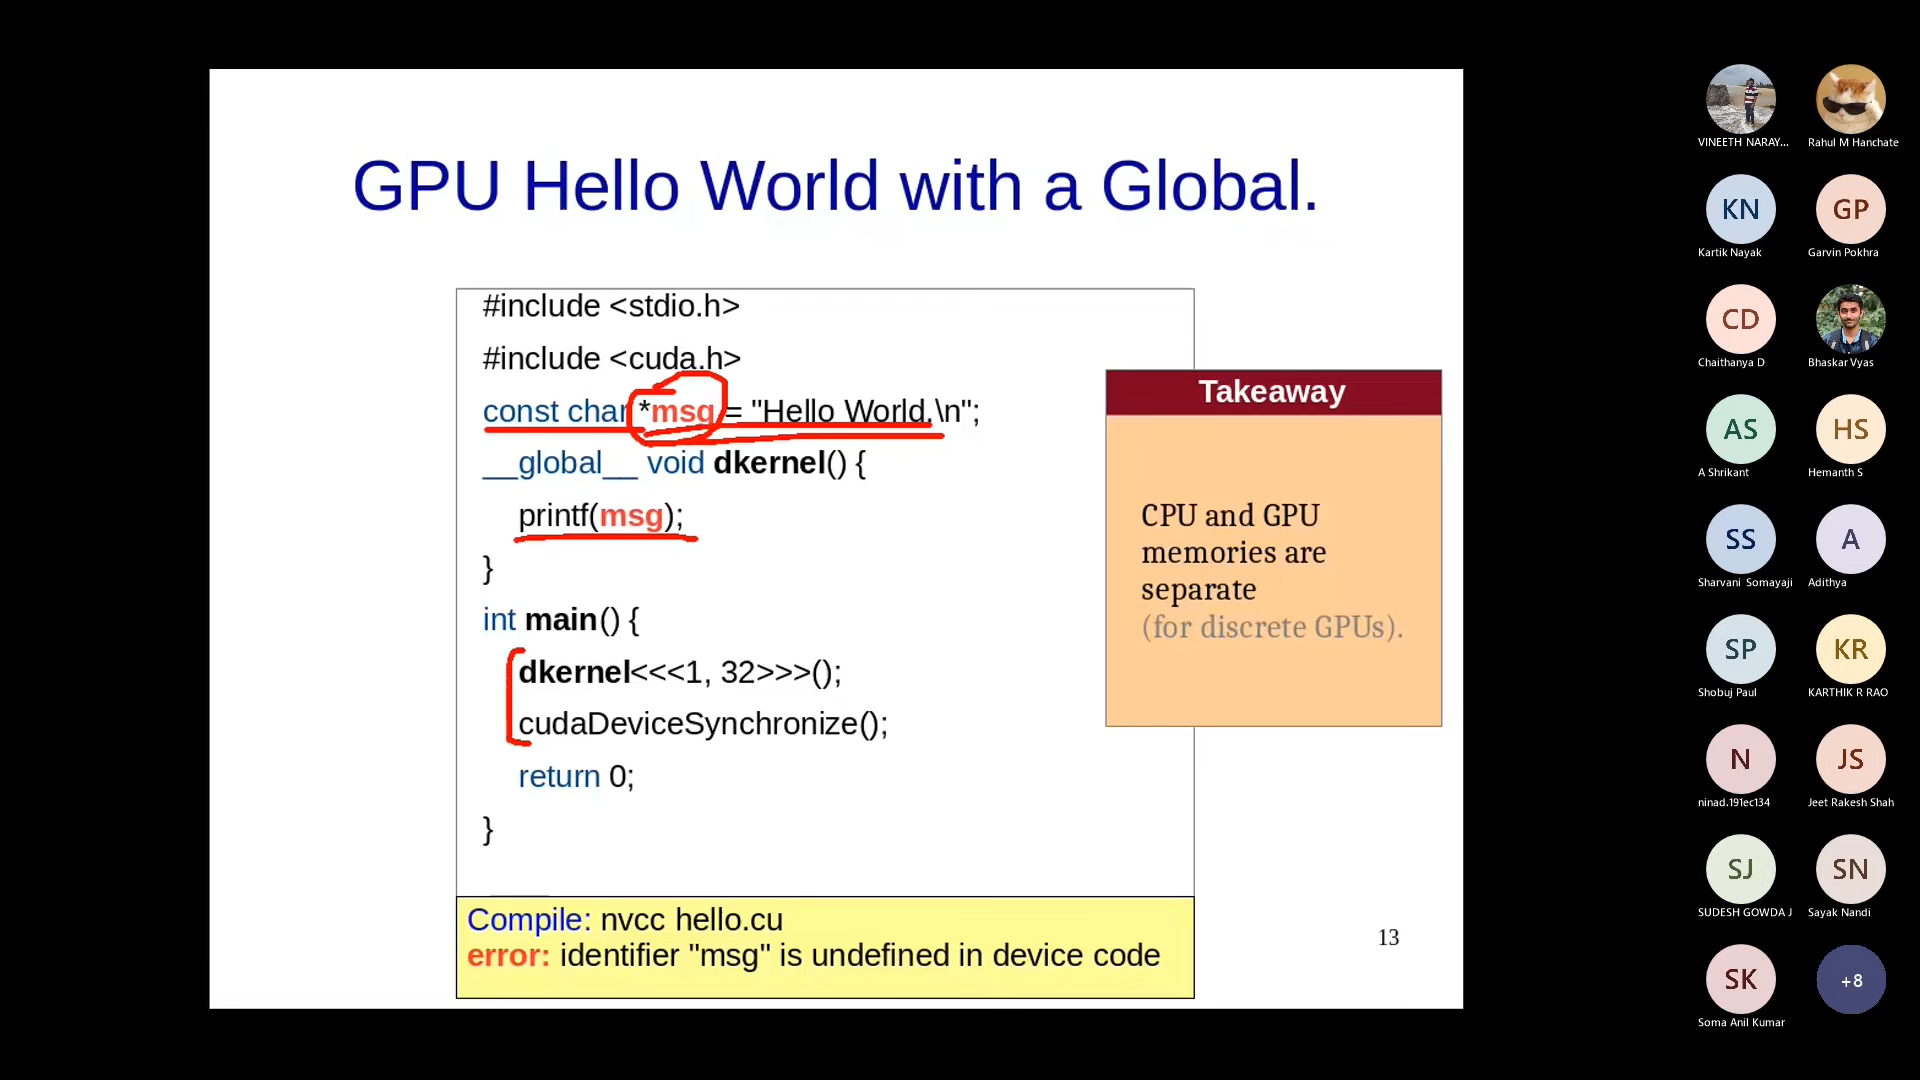 GPU Hello World with a Global.
#include <stdio.h>
#include <cuda.h>
const char *msg = "Hello World.\n";
__global__ void dkernel() {
printf(msg);
}
int main() {
dkernel<<<1, 32>>>();
cudaDeviceSynchronize();
return 0;
}
Takeaway
CPU and GPU
memories are
separate
(for discrete GPUs).
Compile: nvcc hello.cu
error: identifier "msg" is undefined in device code
13
VINEETH NARAY...
Rahul M Hanchate
KN
GP
Kartik Nayak
Garvin Pokhra
CD
Chaithanya D
Bhaskar Vyas
AS
HS
A Shrikant
Hemanth S
SS
A
Sharvani Somayaji
Adithya
SP
KR
Shobuj Paul
KARTHIK R RAO
N
JS
ninad.191ec134
Jeet Rakesh Shah
SJ
SN
SUDESH GOWDA J
Sayak Nandi
SK
+8
Soma Anil Kumar